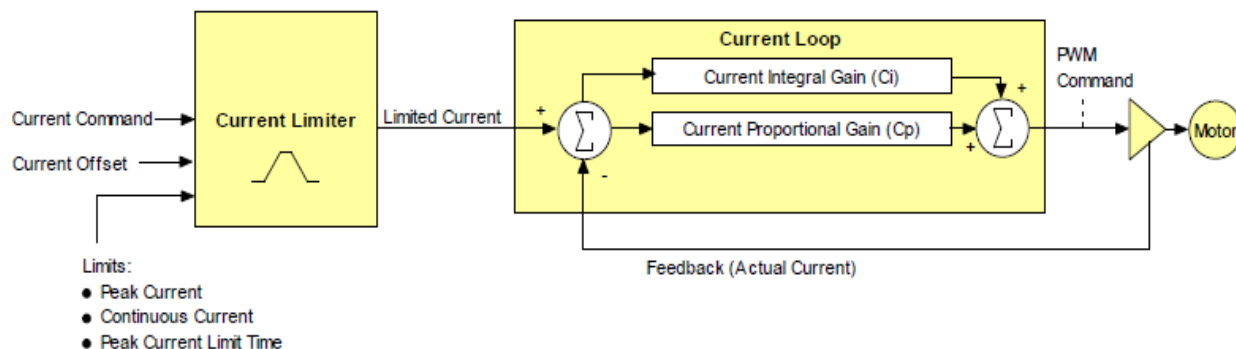 Current Loop
PWM
Command
Current Integral Gain (Ci)
+
Current Command
Current Limiter
Limited Current
+
Current Proportional Gain (Cp)
+
Motor
Current Offset
-
Limits:
● Peak Current
● Continuous Current
● Peak Current Limit Time
Feedback (Actual Current)